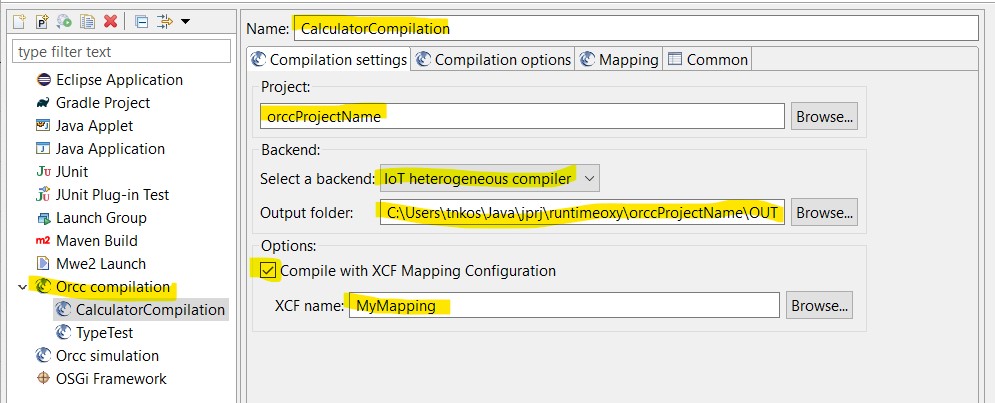 type filter text
Eclipse Application
Gradle Project
Java Applet
Java Application
JUnit
JUnit Plug-in Test
Launch Group
m2 Maven Build
Mwe2 Launch
Orcc compilation
CalculatorCompilation
TypeTest
Orcc simulation
OSGi Framework
Name: CalculatorCompilation
Compilation settings Compilation options Mapping Common
Project:
orccProjectName Browse...
Backend:
Select a backend: IoT heterogeneous compiler
Output folder: C:\Users\tnkos\Java\jprj\runtimeoxy\orccProjectName\OUT Browse...
Options:
Compile with XCF Mapping Configuration
XCF name: MyMapping Browse...